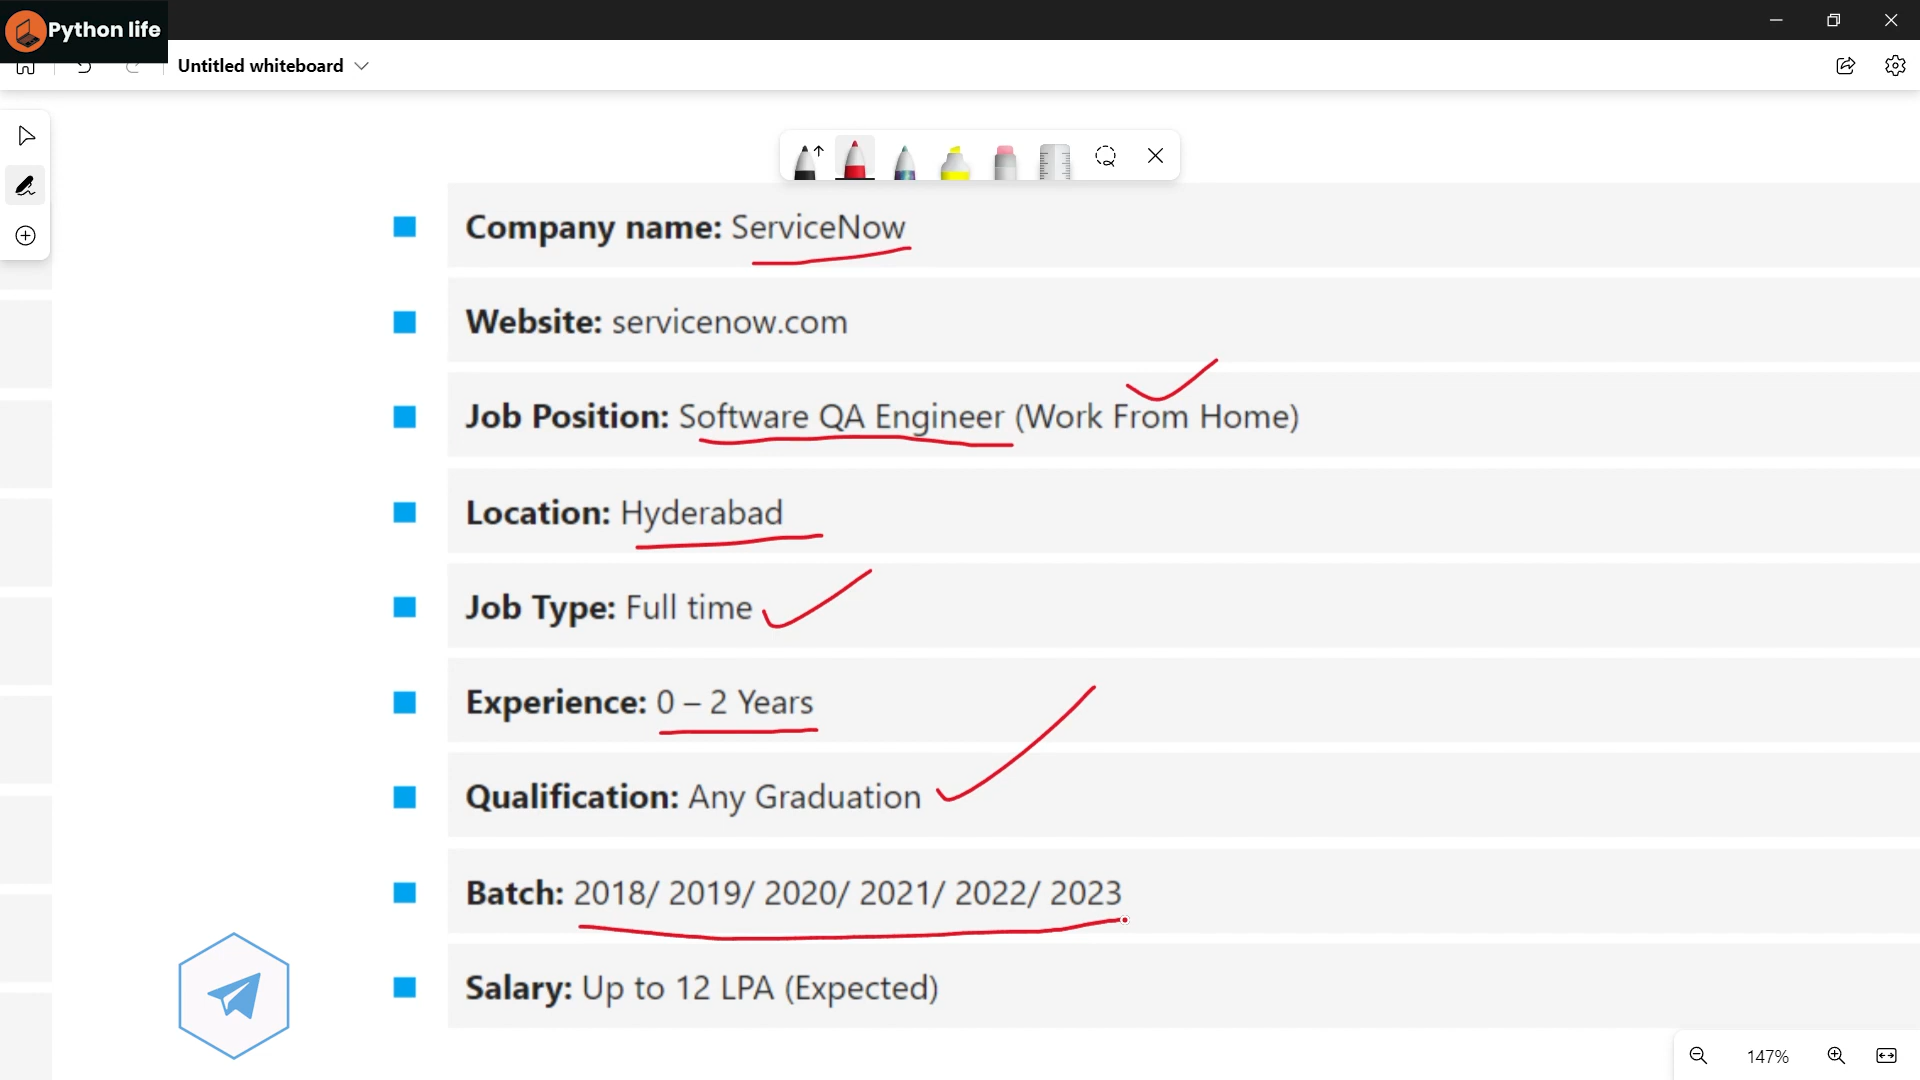 Python life
Untitled whiteboard
Company name: ServiceNow
Website: servicenow.com
Job Position: Software QA Engineer (Work From Home)
Location: Hyderabad
Job Type: Full time
Experience: 0 – 2 Years
Qualification: Any Graduation
Batch: 2018/ 2019/ 2020/ 2021/ 2022/ 2023
Salary: Up to 12 LPA (Expected)
147%